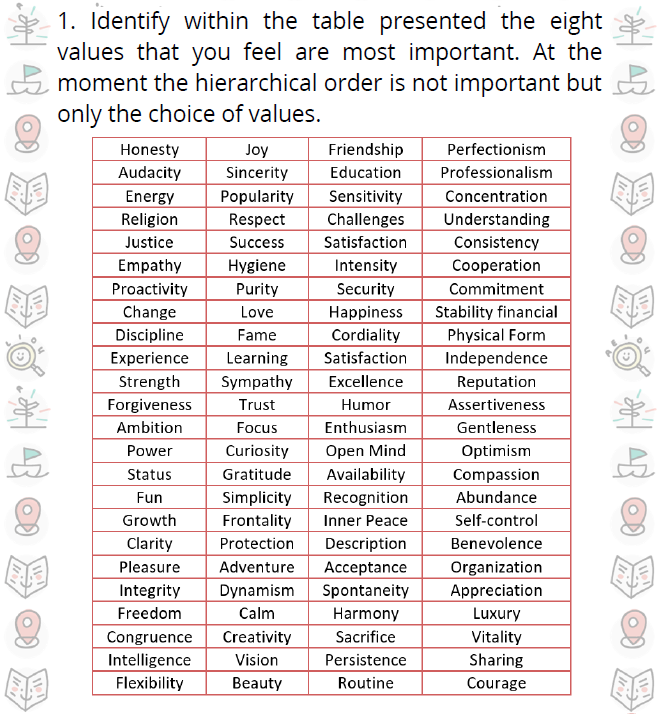 1. Identify within the table presented the eight
values that you feel are most important. At the
moment the hierarchical order is not important but
only the choice of values.
Honesty Joy Friendship Perfectionism
Audacity Sincerity Education Professionalism
Energy Popularity Sensitivity Concentration
Religion Respect Challenges Understanding
Justice Success Satisfaction Consistency
Empathy Hygiene Intensity Cooperation
Proactivity Purity Security Commitment
Change Love Happiness Stability financial
Discipline Fame Cordiality Physical Form
Experience Learning Satisfaction Independence
Strength Sympathy Excellence Reputation
Forgiveness Trust Humor Assertiveness
Ambition Focus Enthusiasm Gentleness
Power Curiosity Open Mind Optimism
Status Gratitude Availability Compassion
Fun Simplicity Recognition Abundance
Growth Frontality Inner Peace Self-control
Clarity Protection Description Benevolence
Pleasure Adventure Acceptance Organization
Integrity Dynamism Spontaneity Appreciation
Freedom Calm Harmony Luxury
Congruence Creativity Sacrifice Vitality
Intelligence Vision Persistence Sharing
Flexibility Beauty Routine Courage